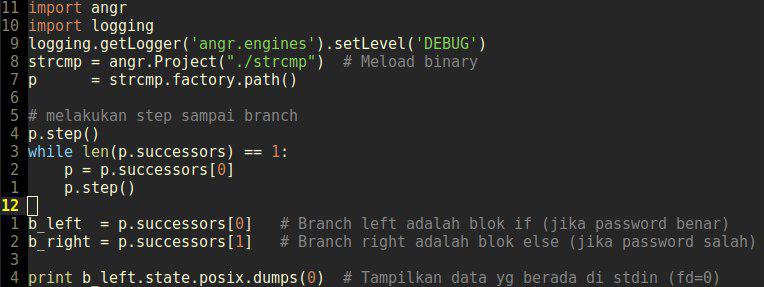 11 import angr
10 import logging
9 logging.getLogger('angr.engines').setLevel('DEBUG')
8 strcmp = angr.Project("./strcmp")  # Meload binary
7 p      = strcmp.factory.path()
6
5 # melakukan step sampai branch
4 p.step()
3 while len(p.successors) == 1:
2     p = p.successors[0]
1     p.step()
12
1 b_left  = p.successors[0]   # Branch left adalah blok if (jika password benar)
2 b_right = p.successors[1]   # Branch right adalah blok else (jika password salah)
3
4 print b_left.state.posix.dumps(0)  # Tampilkan data yg berada di stdin (fd=0)